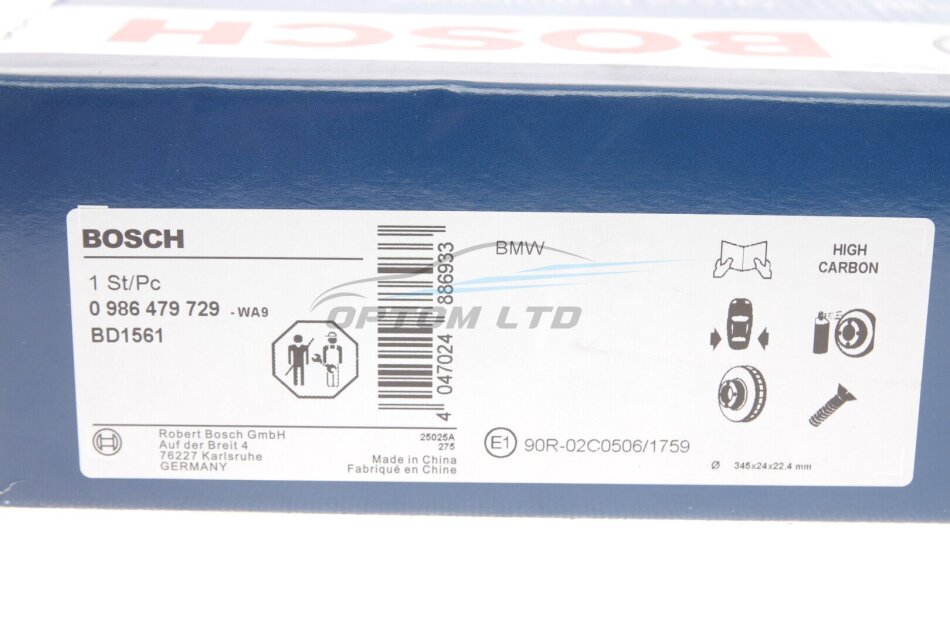 BOSCH
BOSCH
1 St/Pc
0 986 479 729 - WA9
BD1561
4 047024 886933
BMW
HIGH
CARBON
OPTOM LTD
Robert Bosch GmbH
Auf der Breit 4
76227 Karlsruhe
GERMANY
25025A
275
Made in China
Fabriqué en Chine
E1 90R-02C0506/1759
Ø 345x24x22.4 mm